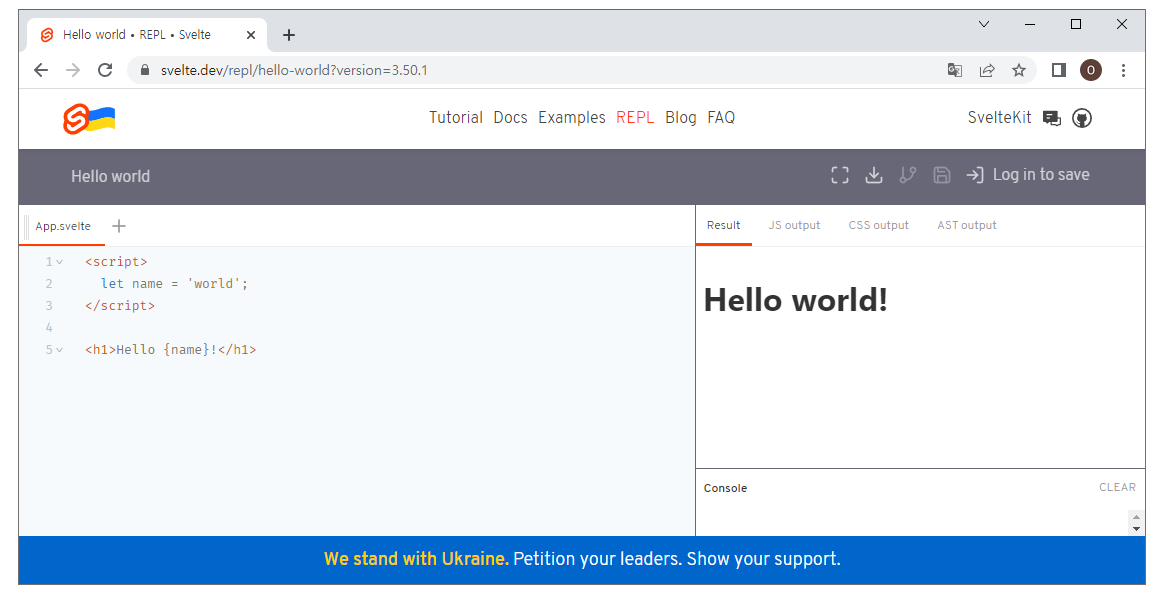 Hello world • REPL • Svelte
svelte.dev/repl/hello-world?version=3.50.1
O
Tutorial Docs Examples REPL Blog FAQ
SvelteKit
Hello world
Log in to save
App.svelte
1 <script>
2 let name = 'world';
3 </script>
4
5 <h1>Hello {name}!</h1>
Result JS output CSS output AST output
Hello world!
Console
CLEAR
We stand with Ukraine. Petition your leaders. Show your support.